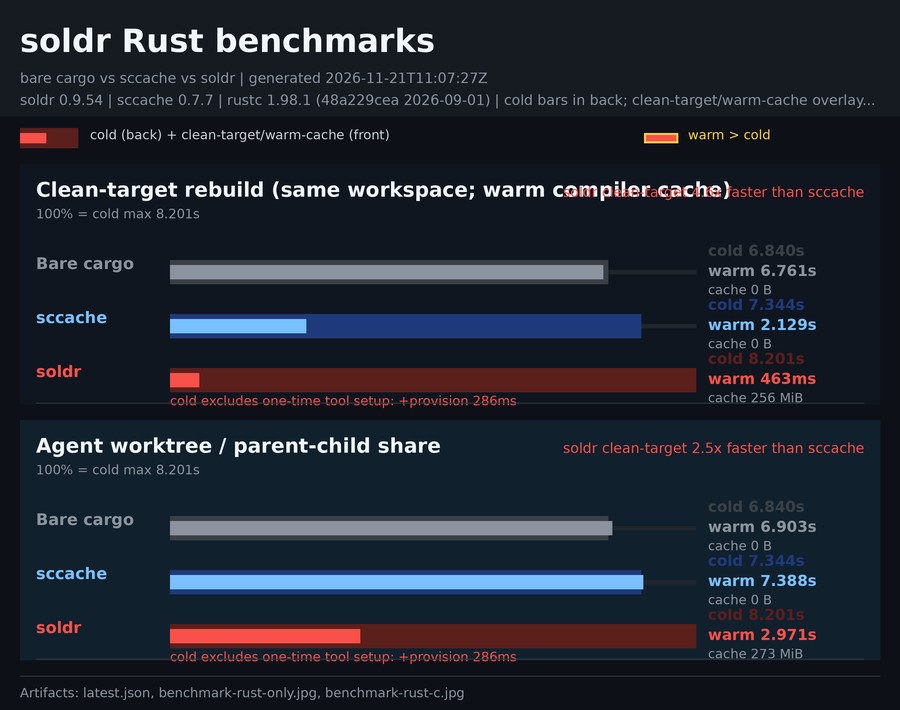 soldr Rust benchmarks
bare cargo vs sccache vs soldr | generated 2026-11-21T11:07:27Z
soldr 0.9.54 | sccache 0.7.7 | rustc 1.98.1 (48a229cea 2026-09-01) | cold bars in back; clean-target/warm-cache overlay...
cold (back) + clean-target/warm-cache (front)
warm > cold
Clean-target rebuild (same workspace; warm compiler cache)
soldr clean-target faster than sccache
100% = cold max 8.201s
Bare cargo
cold 6.840s
warm 6.761s
cache 0 B
sccache
cold 7.344s
warm 2.129s
cache 0 B
soldr
cold 8.201s
warm 463ms
cache 256 MiB
cold excludes one-time tool setup: +provision 286ms
Agent worktree / parent-child share
soldr clean-target 2.5x faster than sccache
100% = cold max 8.201s
Bare cargo
cold 6.840s
warm 6.903s
cache 0 B
sccache
cold 7.344s
warm 7.388s
cache 0 B
soldr
cold 8.201s
warm 2.971s
cache 273 MiB
cold excludes one-time tool setup: +provision 286ms
Artifacts: latest.json, benchmark-rust-only.jpg, benchmark-rust-c.jpg